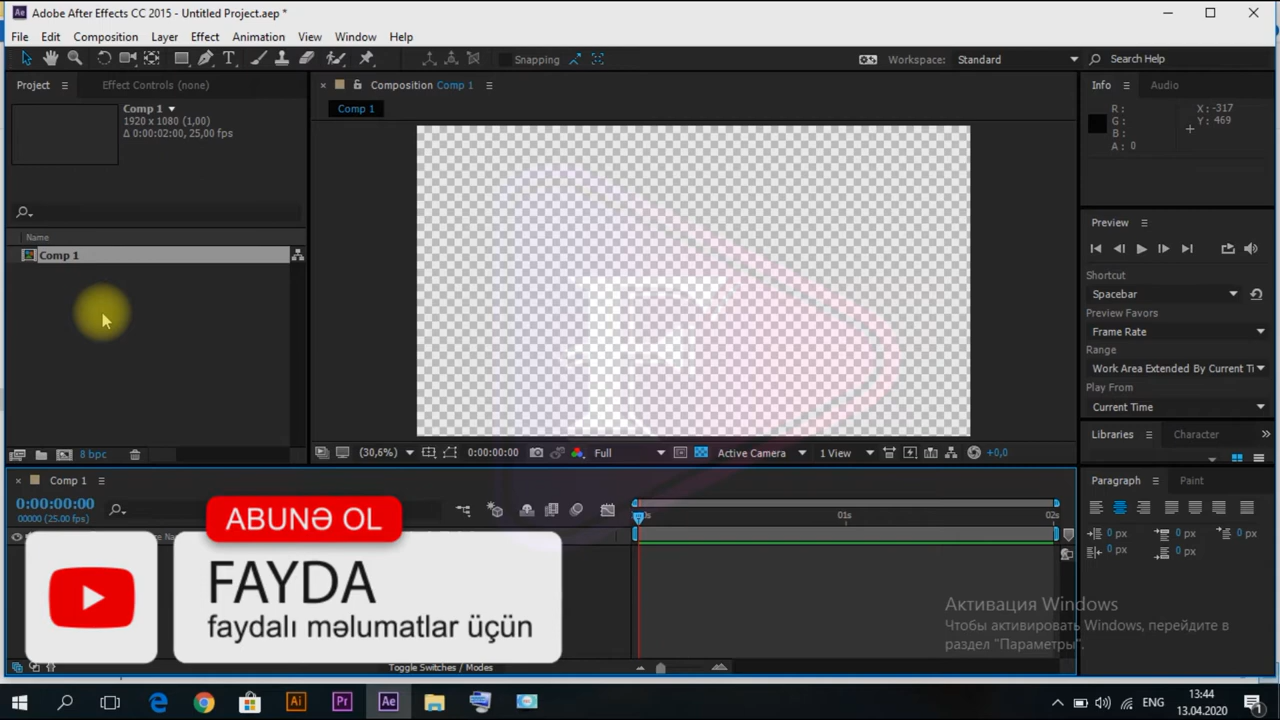 Adobe After Effects CC 2015 - Untitled Project.aep *
File Edit Composition Layer Effect Animation View Window Help
Snapping
Workspace: Standard
Search Help
Project
Effect Controls (none)
Composition Comp 1
Info
Audio
Comp 1
1920 x 1080 (1,00)
Δ 0:00:02:00, 25,00 fps
Comp 1
R :
G :
B :
A : 0
X : -317
Y : 469
Name
Comp 1
Preview
Shortcut
Spacebar
Preview Favors
Frame Rate
Range
Work Area Extended By Current Ti
Play From
Current Time
8 bpc
(30,6%)
0:00:00:00
Full
Active Camera
1 View
+0,0
Libraries
Character
Comp 1
0:00:00:00
00000 (25.00 fps)
01s
02s
Paragraph
Paint
0 px
0 px
0 px
0 px
0 px
ABUNƏ OL
FAYDA
faydalı məlumatlar üçün
Активация Windows
Чтобы активировать Windows, перейдите в
раздел "Параметры".
Toggle Switches / Modes
Ai
Pr
Ae
ENG
13:44
13.04.2020
1